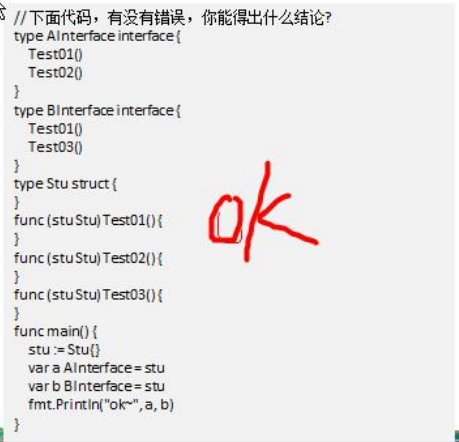 //下面代码，有没有错误，你能得出什么结论?
type AInterface interface {
Test01()
Test02()
}
type BInterface interface {
Test01()
Test03()
}
type Stu struct {
}
func (stu Stu) Test01() {
}
func (stu Stu) Test02() {
}
func (stu Stu) Test03() {
}
func main() {
stu := Stu{}
var a AInterface = stu
var b BInterface = stu
fmt.Println("ok~", a, b)
}
ok